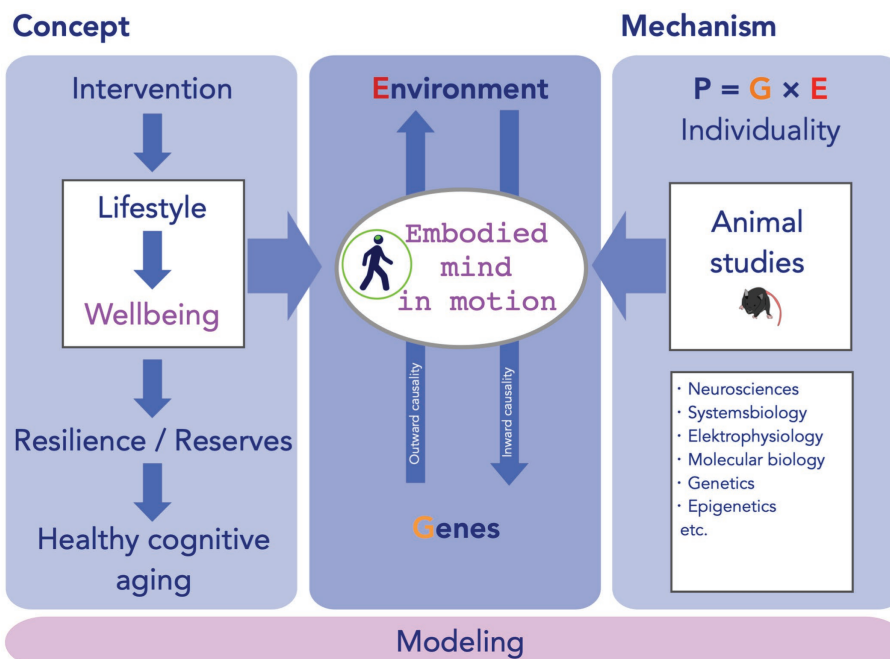 Concept
Intervention
Lifestyle
Wellbeing
Resilience / Reserves
Healthy cognitive
aging
Environment
Embodied
mind
in motion
Outward causality
Inward causality
Genes
Mechanism
P = G × E
Individuality
Animal
studies
· Neurosciences
· Systemsbiology
· Elektrophysiology
· Molecular biology
· Genetics
· Epigenetics
etc.
Modeling